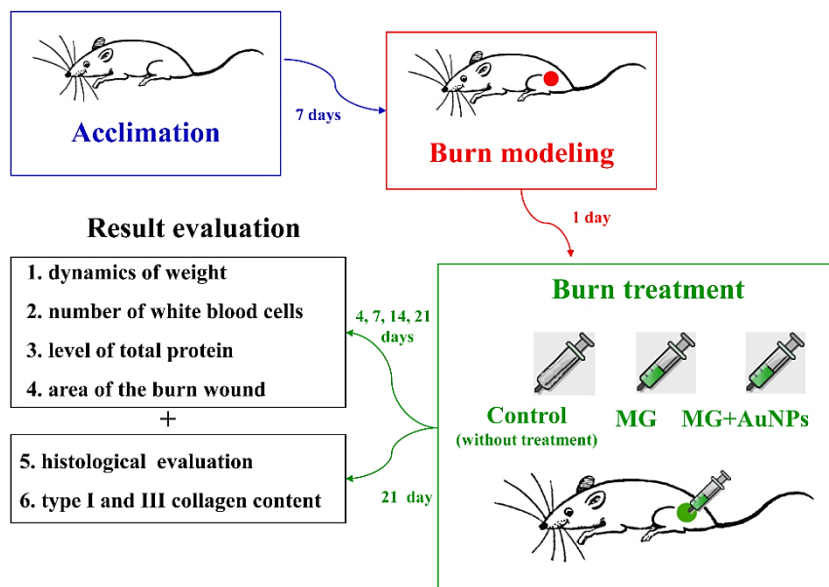 Acclimation
7 days
Burn modeling
1 day
Result evaluation
1. dynamics of weight
2. number of white blood cells
3. level of total protein
4. area of the burn wound
+
5. histological evaluation
6. type I and III collagen content
4, 7, 14, 21
days
21 day
Burn treatment
Control
(without treatment)
MG
MG+AuNPs